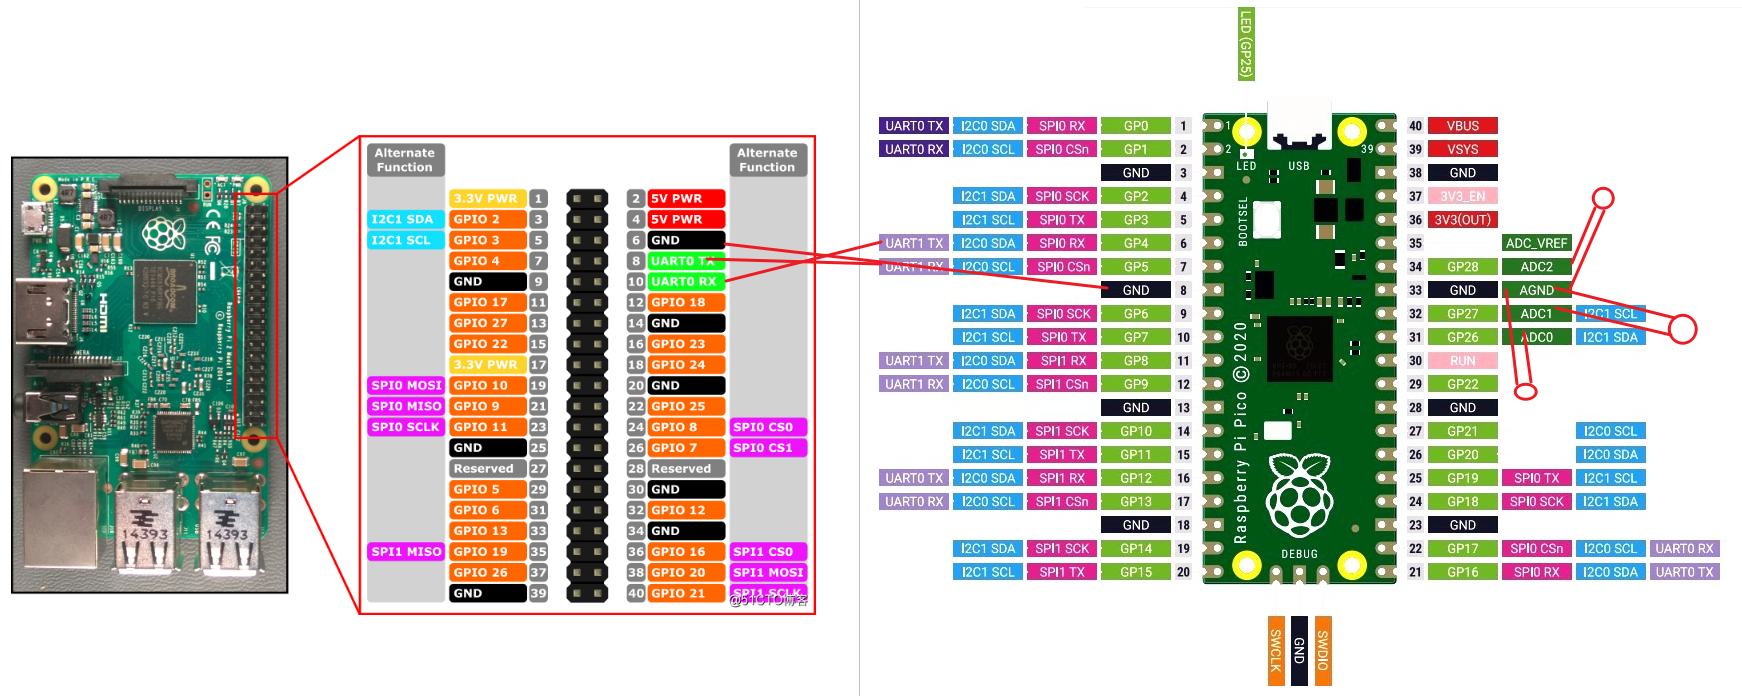 Alternate Function
Alternate Function
3.3V PWR 1 2 5V PWR
I2C1 SDA GPIO 2 3 4 5V PWR
I2C1 SCL GPIO 3 5 6 GND
GPIO 4 7 8 UART0 TX
GND 9 10 UART0 RX
GPIO 17 11 12 GPIO 18
GPIO 27 13 14 GND
GPIO 22 15 16 GPIO 23
3.3V PWR 17 18 GPIO 24
SPI0 MOSI GPIO 10 19 20 GND
SPI0 MISO GPIO 9 21 22 GPIO 25
SPI0 SCLK GPIO 11 23 24 GPIO 8 SPI0 CS0
GND 25 26 GPIO 7 SPI0 CS1
Reserved 27 28 Reserved
GPIO 5 29 30 GND
GPIO 6 31 32 GPIO 12
GPIO 13 33 34 GND
SPI1 MISO GPIO 19 35 36 GPIO 16 SPI1 CS0
GPIO 26 37 38 GPIO 20 SPI1 MOSI
GND 39 40 GPIO 21 SPI1 SCLK
@51CTO博客
DISPLAY
HDMI
14393
14393
LED (GP25)
UART0 TX I2C0 SDA SPI0 RX GP0 1
UART0 RX I2C0 SCL SPI0 CSn GP1 2
GND 3
I2C1 SDA SPI0 SCK GP2 4
I2C1 SCL SPI0 TX GP3 5
UART1 TX I2C0 SDA SPI0 RX GP4 6
UART1 RX I2C0 SCL SPI0 CSn GP5 7
GND 8
I2C1 SDA SPI0 SCK GP6 9
I2C1 SCL SPI0 TX GP7 10
UART1 TX I2C0 SDA SPI1 RX GP8 11
UART1 RX I2C0 SCL SPI1 CSn GP9 12
GND 13
I2C1 SDA SPI1 SCK GP10 14
I2C1 SCL SPI1 TX GP11 15
UART0 TX I2C0 SDA SPI1 RX GP12 16
UART0 RX I2C0 SCL SPI1 CSn GP13 17
GND 18
I2C1 SDA SPI1 SCK GP14 19
I2C1 SCL SPI1 TX GP15 20
1
2
39
LED
USB
BOOTSEL
Raspberry Pi Pico ©2020
DEBUG
40 VBUS
39 VSYS
38 GND
37 3V3_EN
36 3V3(OUT)
35 ADC_VREF
34 GP28 ADC2
33 GND AGND
32 GP27 ADC1 I2C1 SCL
31 GP26 ADC0 I2C1 SDA
30 RUN
29 GP22
28 GND
27 GP21 I2C0 SCL
26 GP20 I2C0 SDA
25 GP19 SPI0 TX I2C1 SCL
24 GP18 SPI0 SCK I2C1 SDA
23 GND
22 GP17 SPI0 CSn I2C0 SCL UART0 RX
21 GP16 SPI0 RX I2C0 SDA UART0 TX
SWCLK
GND
SWDIO